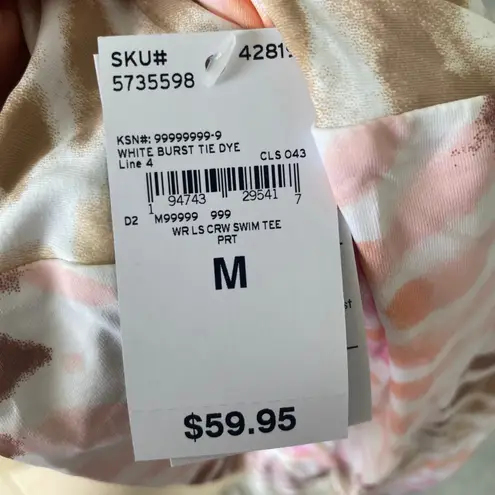 SKU# 42819
5735598
KSN#: 99999999-9
WHITE BURST TIE DYE
Line 4 CLS 043
1 94743 29541 7
D2 M99999 999
WR LS CRW SWIM TEE
PRT
M
$59.95